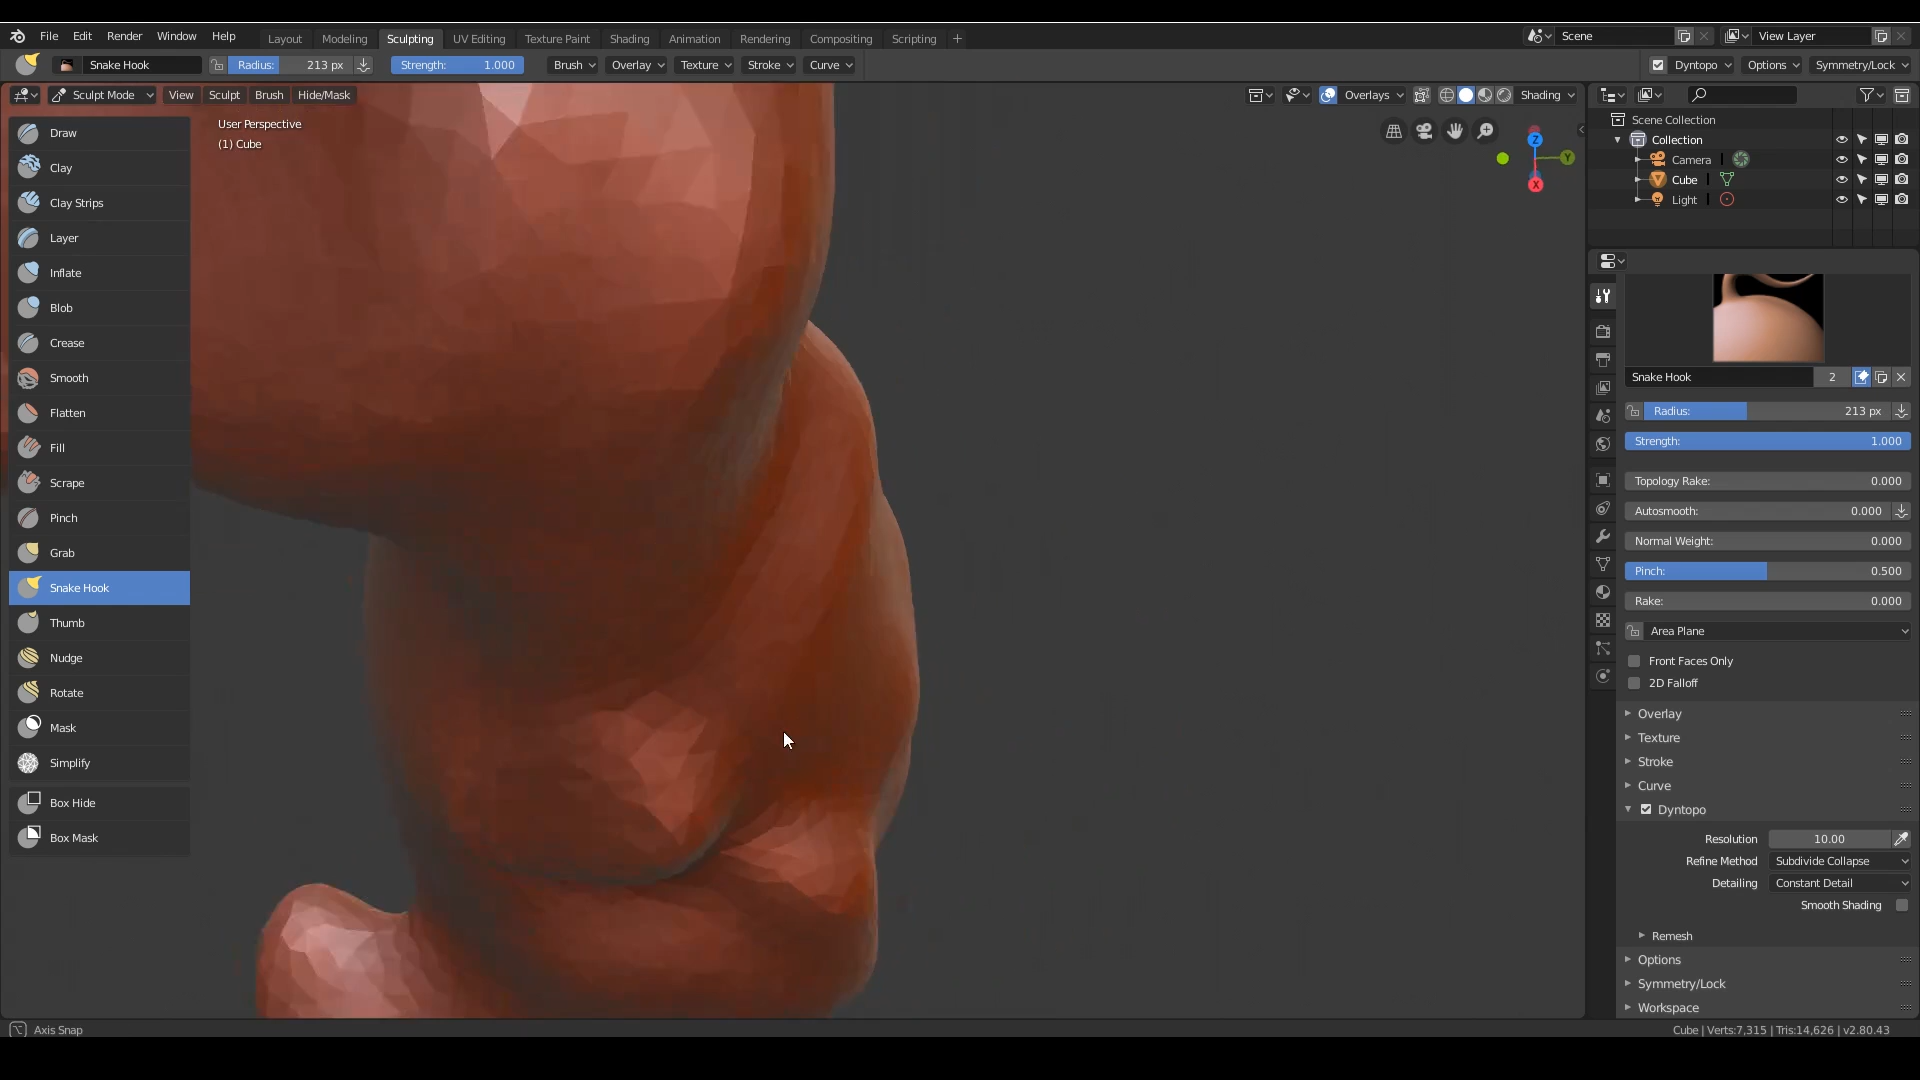 File Edit Render Window Help Layout Modeling Sculpting UV Editing Texture Paint Shading Animation Rendering Compositing Scripting + Scene View Layer
Snake Hook Radius: 213 px Strength: 1.000 Brush Overlay Texture Stroke Curve Dyntopo Options Symmetry/Lock
Sculpt Mode View Sculpt Brush Hide/Mask Overlays Shading
User Perspective
(1) Cube
Draw
Clay
Clay Strips
Layer
Inflate
Blob
Crease
Smooth
Flatten
Fill
Scrape
Pinch
Grab
Snake Hook
Thumb
Nudge
Rotate
Mask
Simplify
Box Hide
Box Mask
Z
Y
X
Scene Collection
Collection
Camera
Cube
Light
Snake Hook 2
Radius: 213 px
Strength: 1.000
Topology Rake: 0.000
Autosmooth: 0.000
Normal Weight: 0.000
Pinch: 0.500
Rake: 0.000
Area Plane
Front Faces Only
2D Falloff
Overlay
Texture
Stroke
Curve
Dyntopo
Resolution 10.00
Refine Method Subdivide Collapse
Detailing Constant Detail
Smooth Shading
Remesh
Options
Symmetry/Lock
Workspace
Axis Snap
Cube | Verts:7,315 | Tris:14,626 | v2.80.43